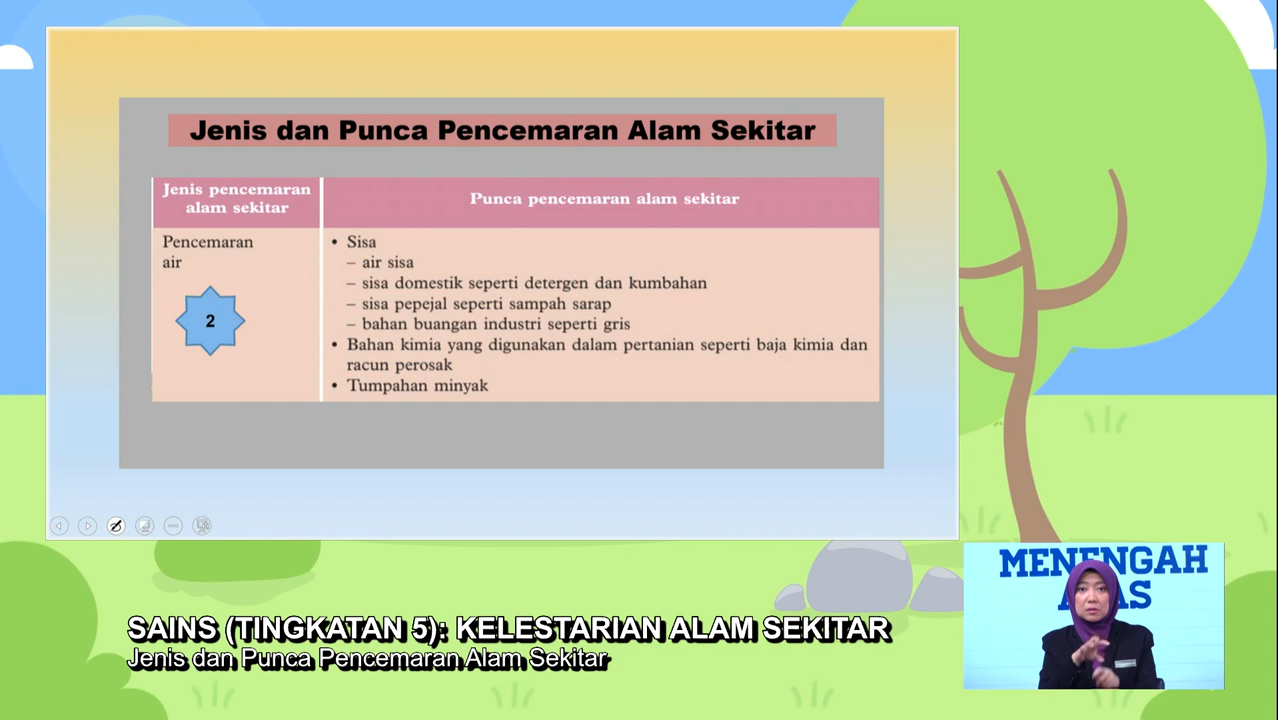 Jenis dan Punca Pencemaran Alam Sekitar
Jenis pencemaran
alam sekitar
Punca pencemaran alam sekitar
Pencemaran
air
2
• Sisa
– air sisa
– sisa domestik seperti detergen dan kumbahan
– sisa pepejal seperti sampah sarap
– bahan buangan industri seperti gris
• Bahan kimia yang digunakan dalam pertanian seperti baja kimia dan
racun perosak
• Tumpahan minyak
MENENGAH
ATAS
SAINS (TINGKATAN 5): KELESTARIAN ALAM SEKITAR
Jenis dan Punca Pencemaran Alam Sekitar